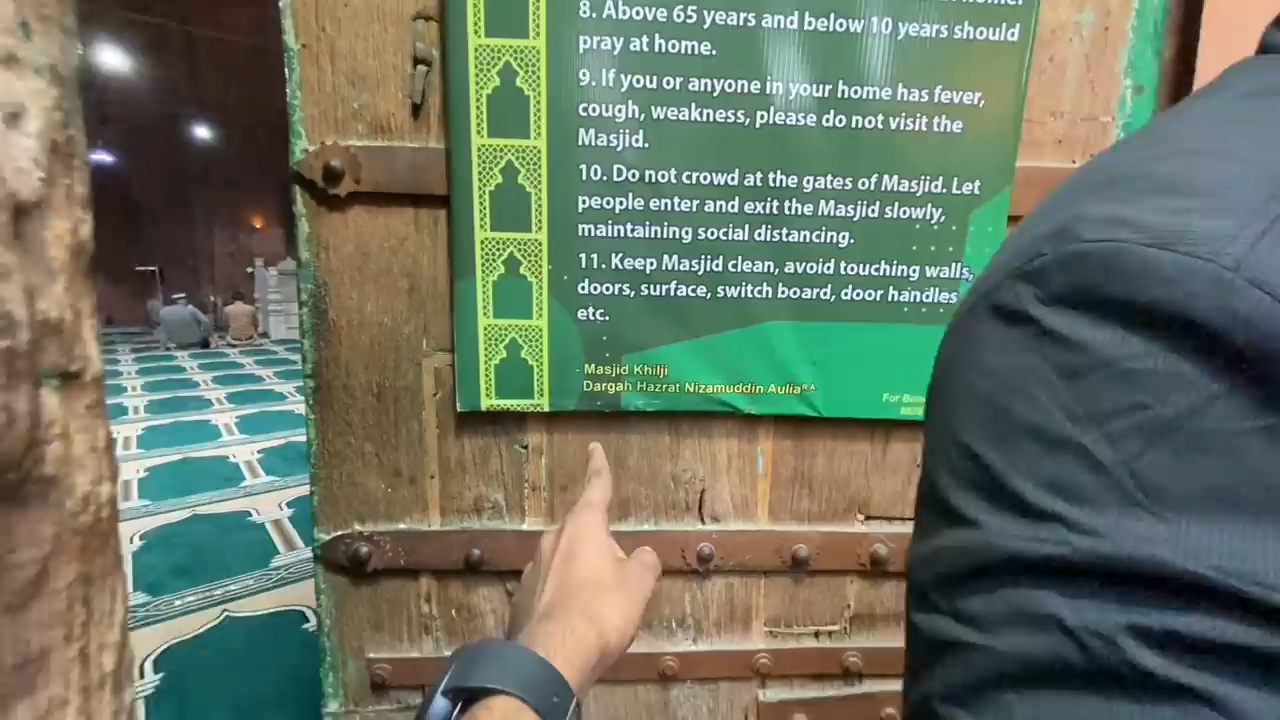 home.
8. Above 65 years and below 10 years should
pray at home.
9. If you or anyone in your home has fever,
cough, weakness, please do not visit the
Masjid.
10. Do not crowd at the gates of Masjid. Let
people enter and exit the Masjid slowly,
maintaining social distancing.
11. Keep Masjid clean, avoid touching walls,
doors, surface, switch board, door handles
etc.
- Masjid Khilji
Dargah Hazrat Nizamuddin Aulia ᴿᴬ
For